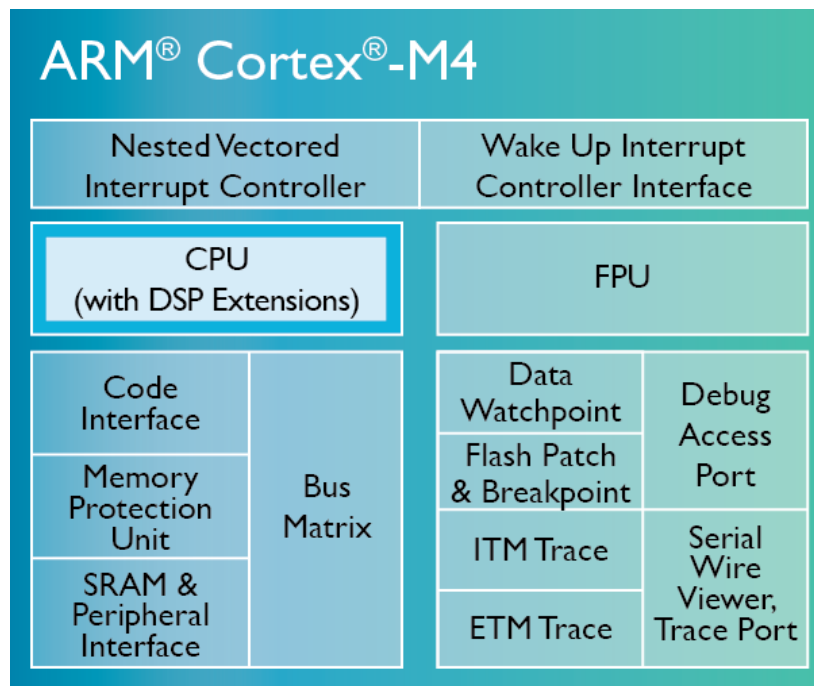 ARM® Cortex®-M4
Nested Vectored
Interrupt Controller
Wake Up Interrupt
Controller Interface
CPU
(with DSP Extensions)
FPU
Code
Interface
Memory
Protection
Unit
SRAM &
Peripheral
Interface
Bus
Matrix
Data
Watchpoint
Flash Patch
& Breakpoint
ITM Trace
ETM Trace
Debug
Access
Port
Serial
Wire
Viewer,
Trace Port